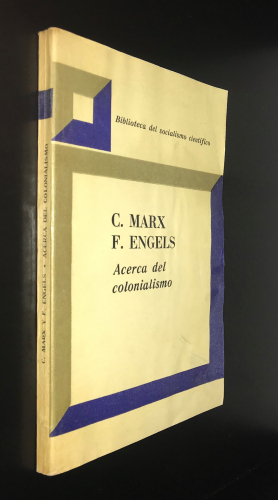 Biblioteca del socialismo científico
C. MARX
F. ENGELS
Acerca del
colonialismo
C. MARX Y F. ENGELS • ACERCA DEL COLONIALISMO